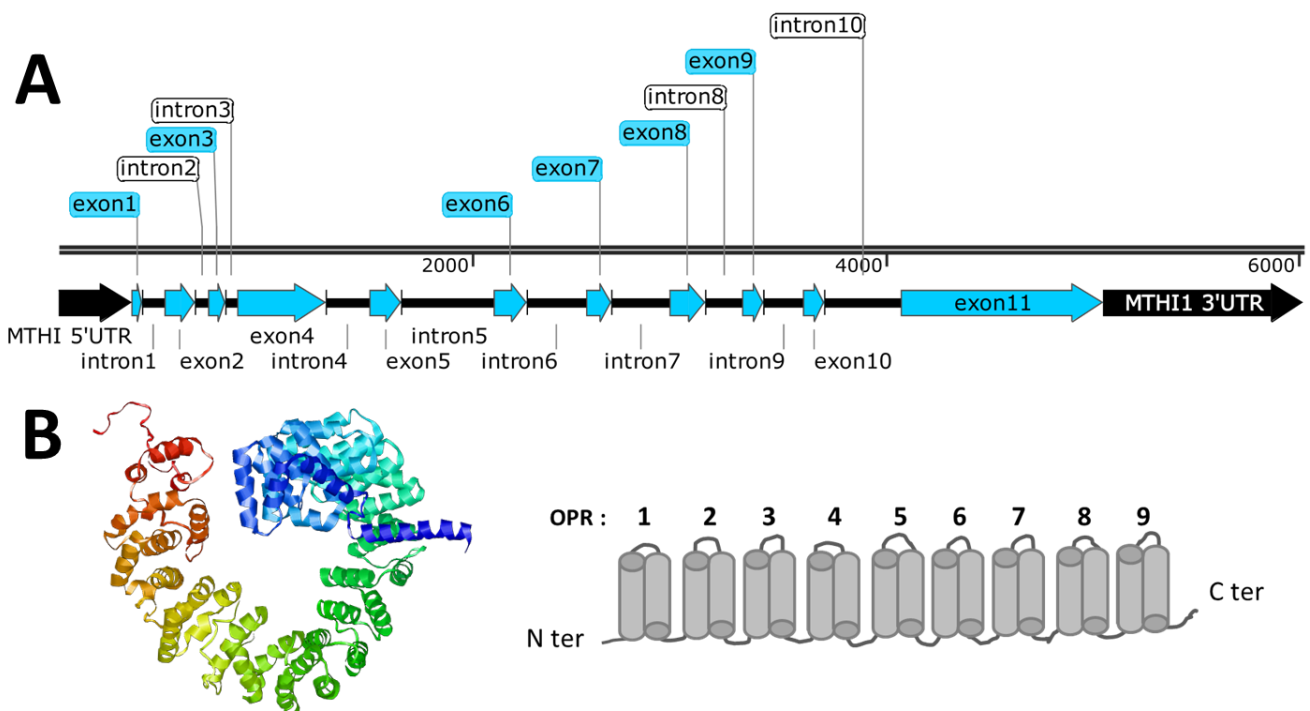 A
intron10
exon9
intron3
intron8
exon3
exon8
intron2
exon7
exon1
exon6
2000
4000
6000
exon11
MTHI1 3'UTR
MTHI 5'UTR
exon4
intron5
intron1
exon2
intron4
exon5
intron6
intron7
intron9
exon10
B
OPR : 1 2 3 4 5 6 7 8 9
C ter
N ter